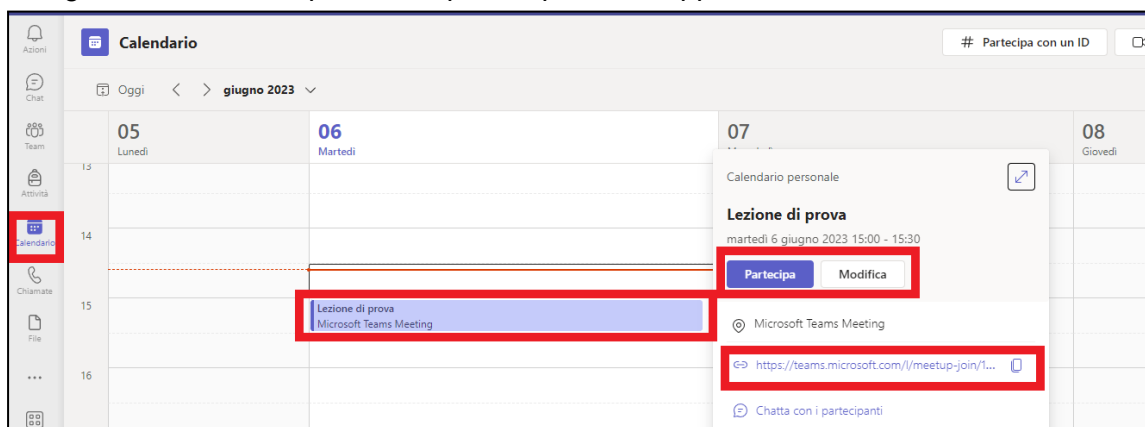 Azioni
Calendario
# Partecipa con un ID
Chat
Oggi
giugno 2023
Team
05
Lunedì
06
Martedì
07
08
Giovedì
Attività
Calendario
Chiamate
File
...
13
14
15
16
Lezione di prova
Microsoft Teams Meeting
Calendario personale
Lezione di prova
martedì 6 giugno 2023 15:00 - 15:30
Partecipa
Modifica
Microsoft Teams Meeting
https://teams.microsoft.com/l/meetup-join/1...
Chatta con i partecipanti